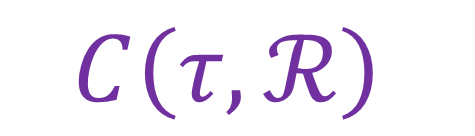 𝐶(𝜏, ℛ)